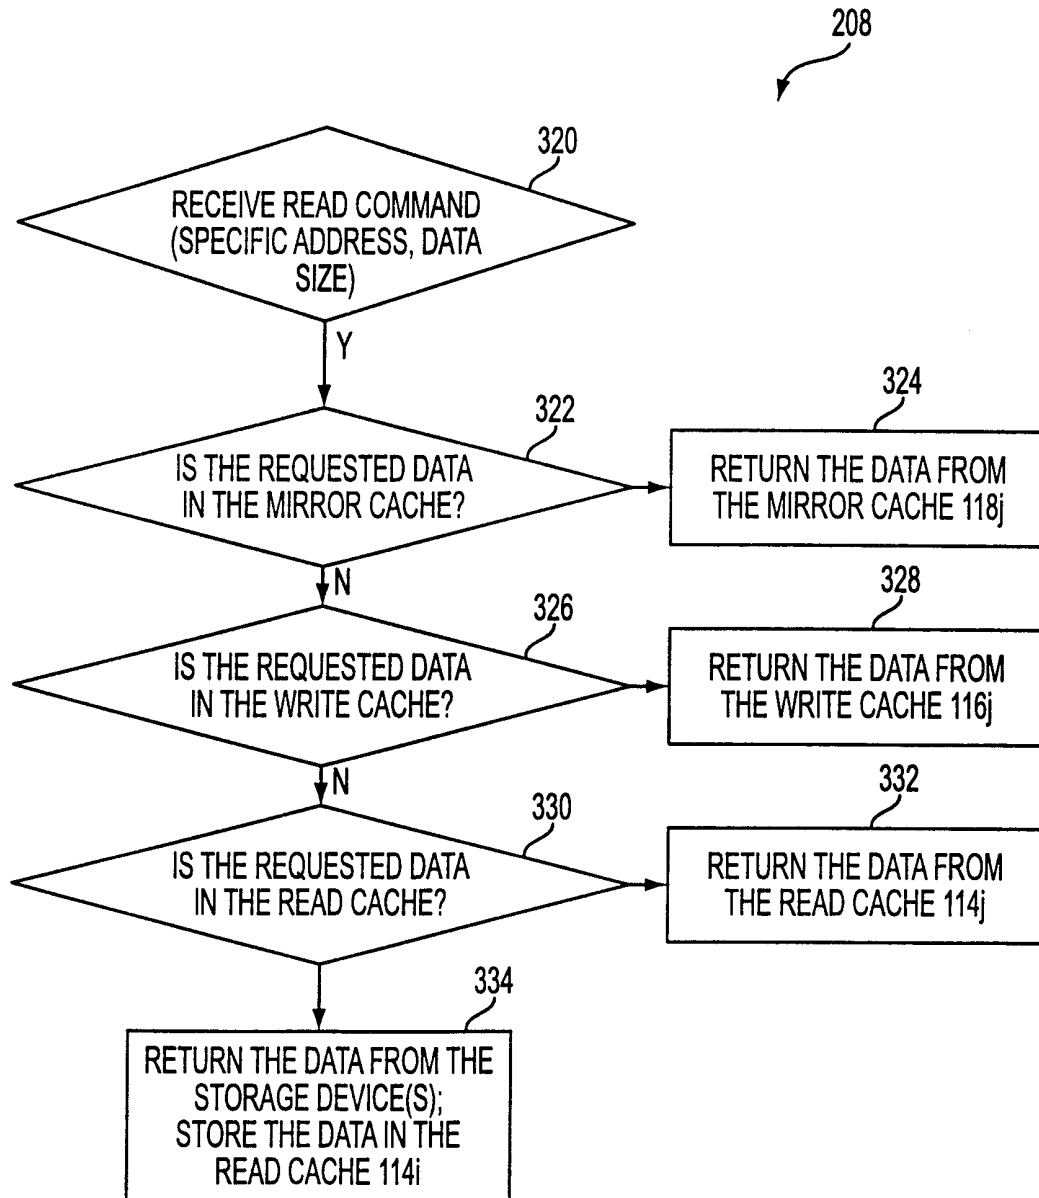 208
320
RECEIVE READ COMMAND
(SPECIFIC ADDRESS, DATA
SIZE)
Y
322
IS THE REQUESTED DATA
IN THE MIRROR CACHE?
324
RETURN THE DATA FROM
THE MIRROR CACHE 118j
N
326
IS THE REQUESTED DATA
IN THE WRITE CACHE?
328
RETURN THE DATA FROM
THE WRITE CACHE 116j
N
330
IS THE REQUESTED DATA
IN THE READ CACHE?
332
RETURN THE DATA FROM
THE READ CACHE 114j
334
RETURN THE DATA FROM THE
STORAGE DEVICE(S);
STORE THE DATA IN THE
READ CACHE 114i